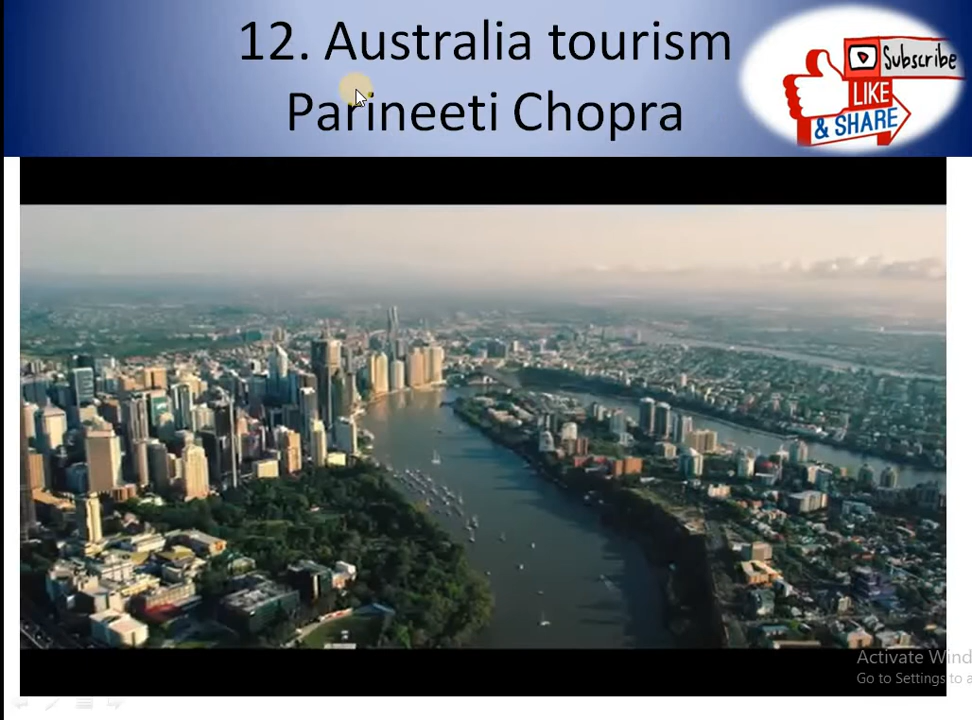 12. Australia tourism
Parineeti Chopra
Subscribe
LIKE
& SHARE
Activate Wind
Go to Settings to a